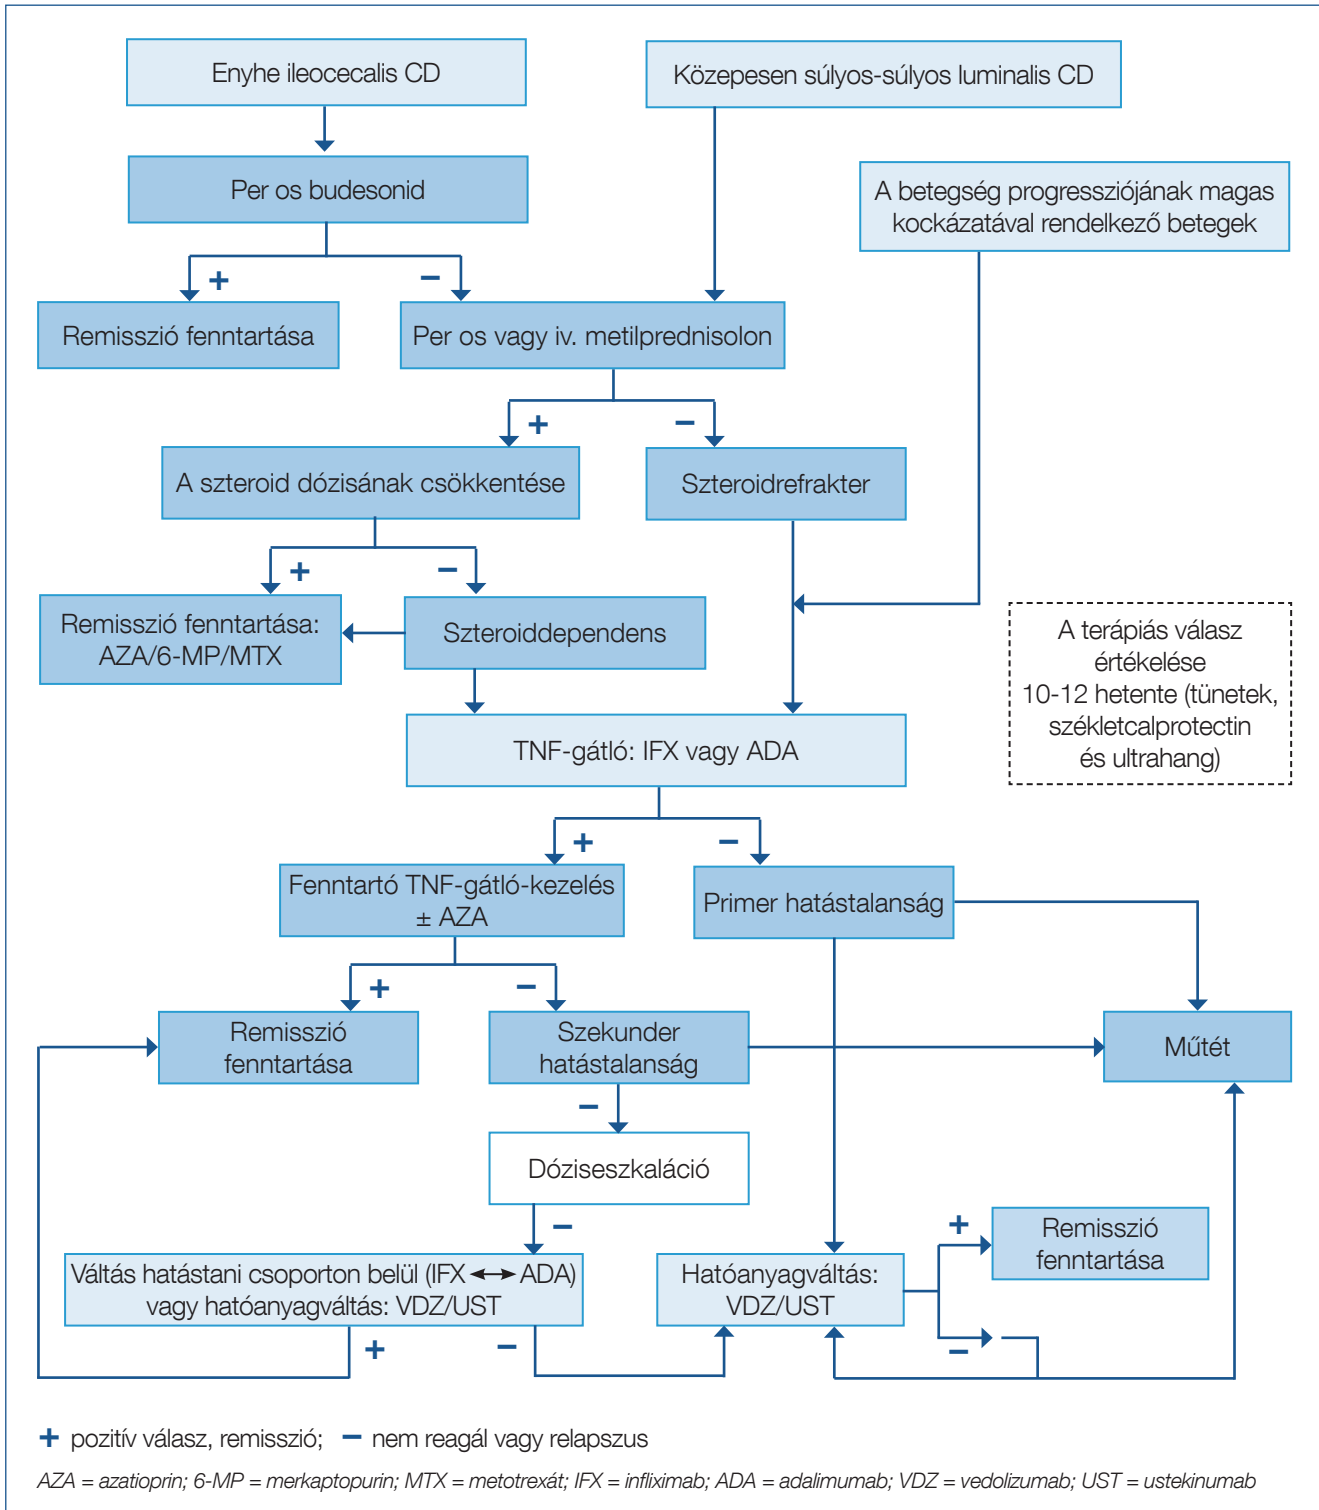 Enyhe ileocecalis CD
Közepesen súlyos-súlyos luminalis CD
Per os budesonid
A betegség progressziójának magas
kockázatával rendelkező betegek
+
−
Remisszió fenntartása
Per os vagy iv. metilprednisolon
+
−
A szteroid dózisának csökkentése
Szteroidrefrakter
+
−
Remisszió fenntartása:
AZA/6-MP/MTX
Szteroiddependens
A terápiás válasz
értékelése
10-12 hetente (tünetek,
székletcalprotectin
és ultrahang)
TNF-gátló: IFX vagy ADA
+
−
Fenntartó TNF-gátló-kezelés
± AZA
Primer hatástalanság
+
−
Remisszió
fenntartása
Szekunder
hatástalanság
Műtét
−
Dóziseszkaláció
−
+
Remisszió
fenntartása
Váltás hatástani csoporton belül (IFX ⟷ ADA)
vagy hatóanyagváltás: VDZ/UST
Hatóanyagváltás:
VDZ/UST
+
−
−
+ pozitív válasz, remisszió; − nem reagál vagy relapszus
AZA = azatioprin; 6-MP = merkaptopurin; MTX = metotrexát; IFX = infliximab; ADA = adalimumab; VDZ = vedolizumab; UST = ustekinumab